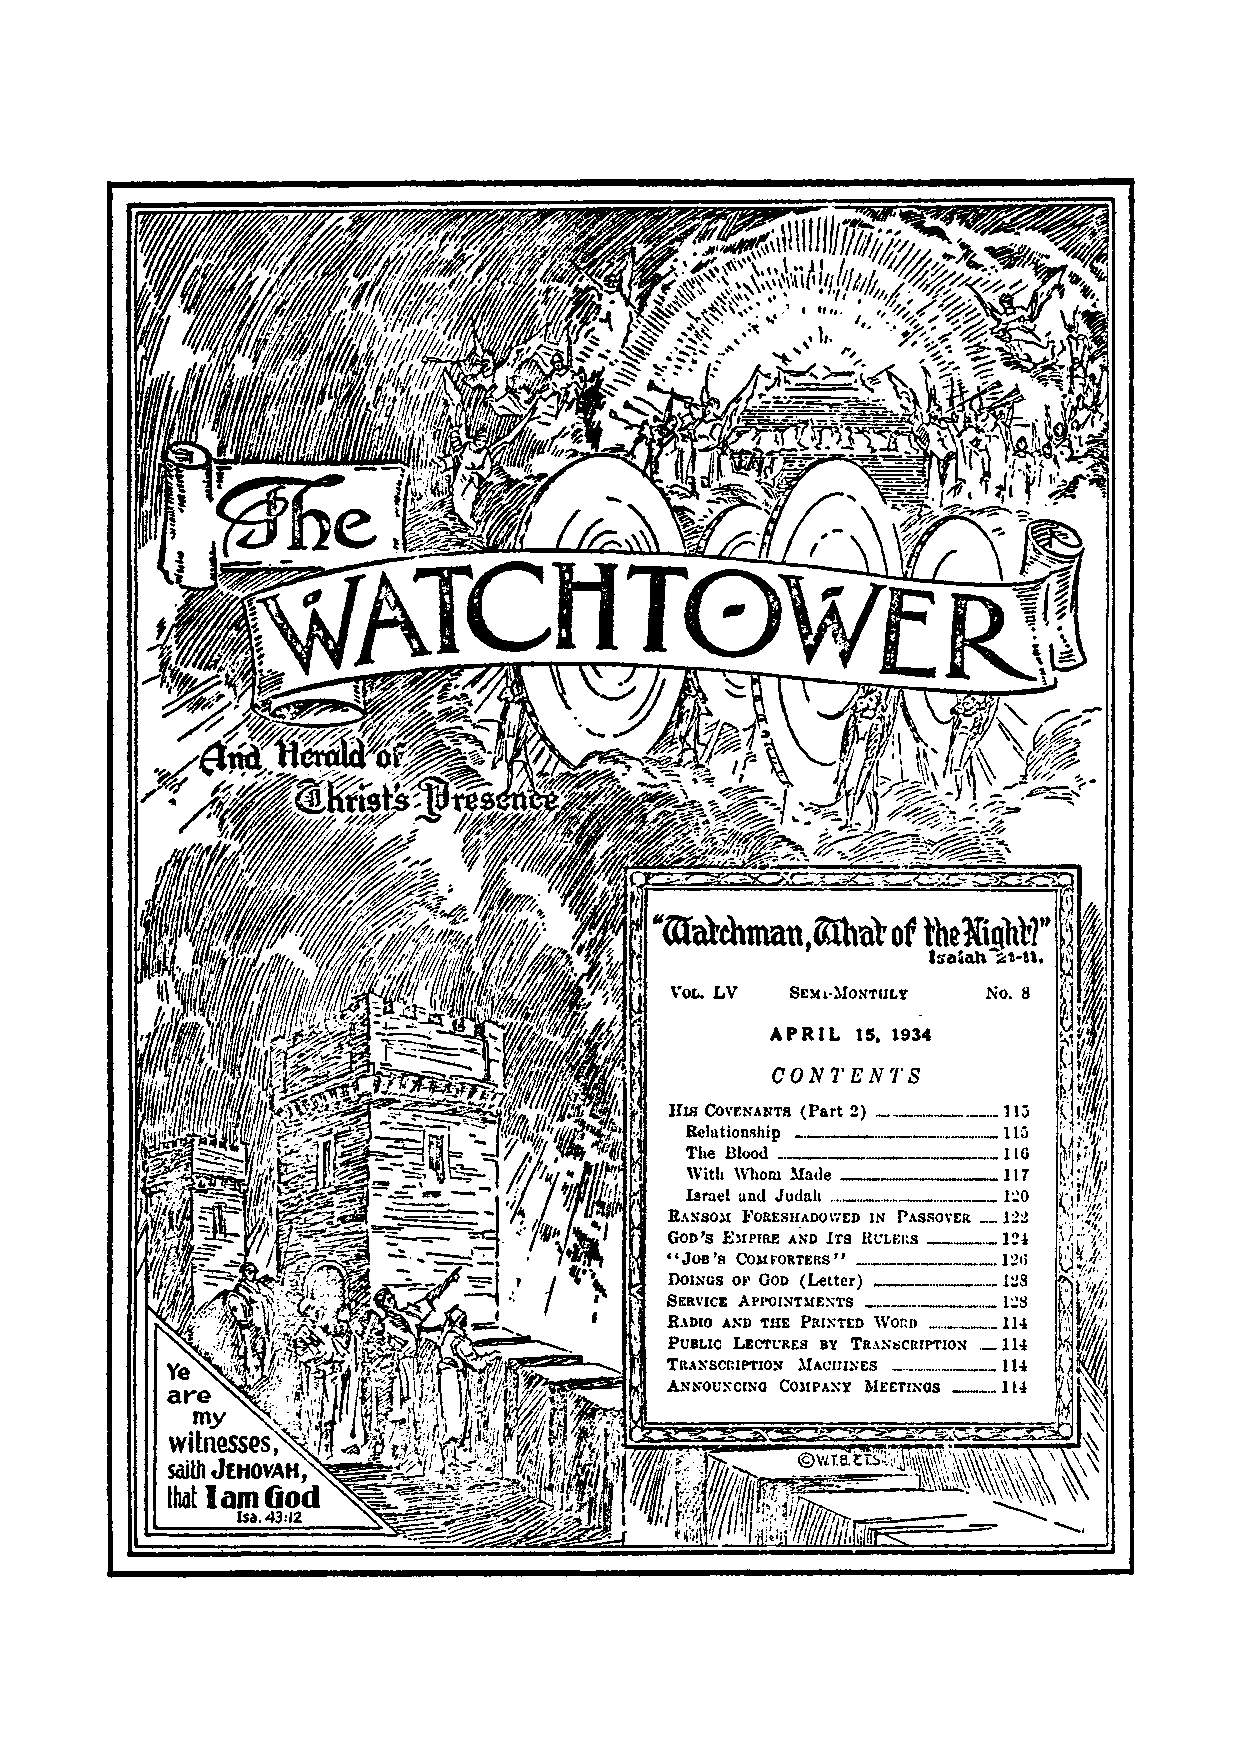 The
WATCHTOWER
And Herald of
Christ's Presence
"Watchman, What of the Night?"
Isaiah 21-11.
VOL. LV SEMI-MONTHLY No. 8
APRIL 15, 1934
CONTENTS
HIS COVENANTS (Part 2) 115
Relationship 115
The Blood 116
With Whom Made 117
Israel and Judah 120
RANSOM FORESHADOWED IN PASSOVER 122
GOD'S EMPIRE AND ITS RULERS 124
"JOB'S COMFORTERS" 126
DOINGS OF GOD (Letter) 128
SERVICE APPOINTMENTS 128
RADIO AND THE PRINTED WORD 114
PUBLIC LECTURES BY TRANSCRIPTION 114
TRANSCRIPTION MACHINES 114
ANNOUNCING COMPANY MEETINGS 114
Ye
are
my
witnesses,
saith JEHOVAH,
that I am God
Isa. 43:12
©W.T.B.&T.S.